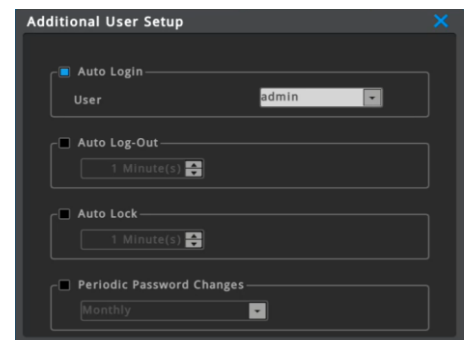 Additional User Setup
Auto Login
User admin
Auto Log-Out
1 Minute(s)
Auto Lock
1 Minute(s)
Periodic Password Changes
Monthly